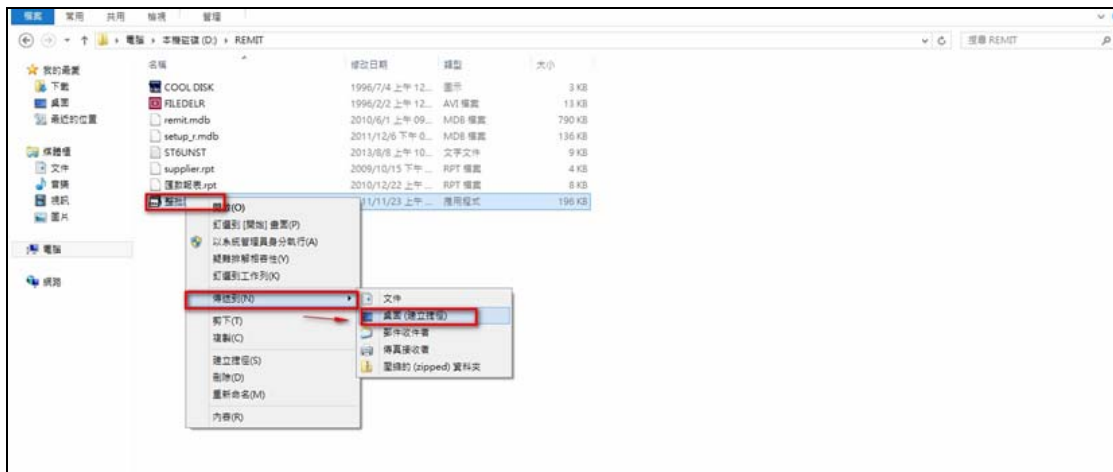 檔案 常用 共用 檢視 管理
電腦 本機磁碟 (D:) REMIT 搜尋 REMIT
名稱 修改日期 類型 大小
我的最愛
下載
桌面
最近的位置
媒體櫃
文件
音樂
視訊
圖片
電腦
網路
COOL DISK 1996/7/4 上午 12... 圖示 3 KB
FILEDELR 1996/2/2 上午 12... AVI 檔案 13 KB
remit.mdb 2010/6/1 上午 09... MDB 檔案 790 KB
setup_r.mdb 2011/12/6 下午 0... MDB 檔案 136 KB
ST6UNST 2013/8/8 上午 10... 文字文件 9 KB
supplier.rpt 2009/10/15 下午 ... RPT 檔案 4 KB
匯款報表.rpt 2010/12/22 上午 ... RPT 檔案 8 KB
整批 11/11/23 上午 ... 應用程式 196 KB
開啟(O)
釘選到 [開始] 畫面(P)
以系統管理員身分執行(A)
疑難排解相容性(Y)
釘選到工作列(K)
傳送到(N)
剪下(T)
複製(C)
建立捷徑(S)
刪除(D)
重新命名(M)
內容(R)
文件
桌面 (建立捷徑)
郵件收件者
傳真接收者
壓縮的 (zipped) 資料夾